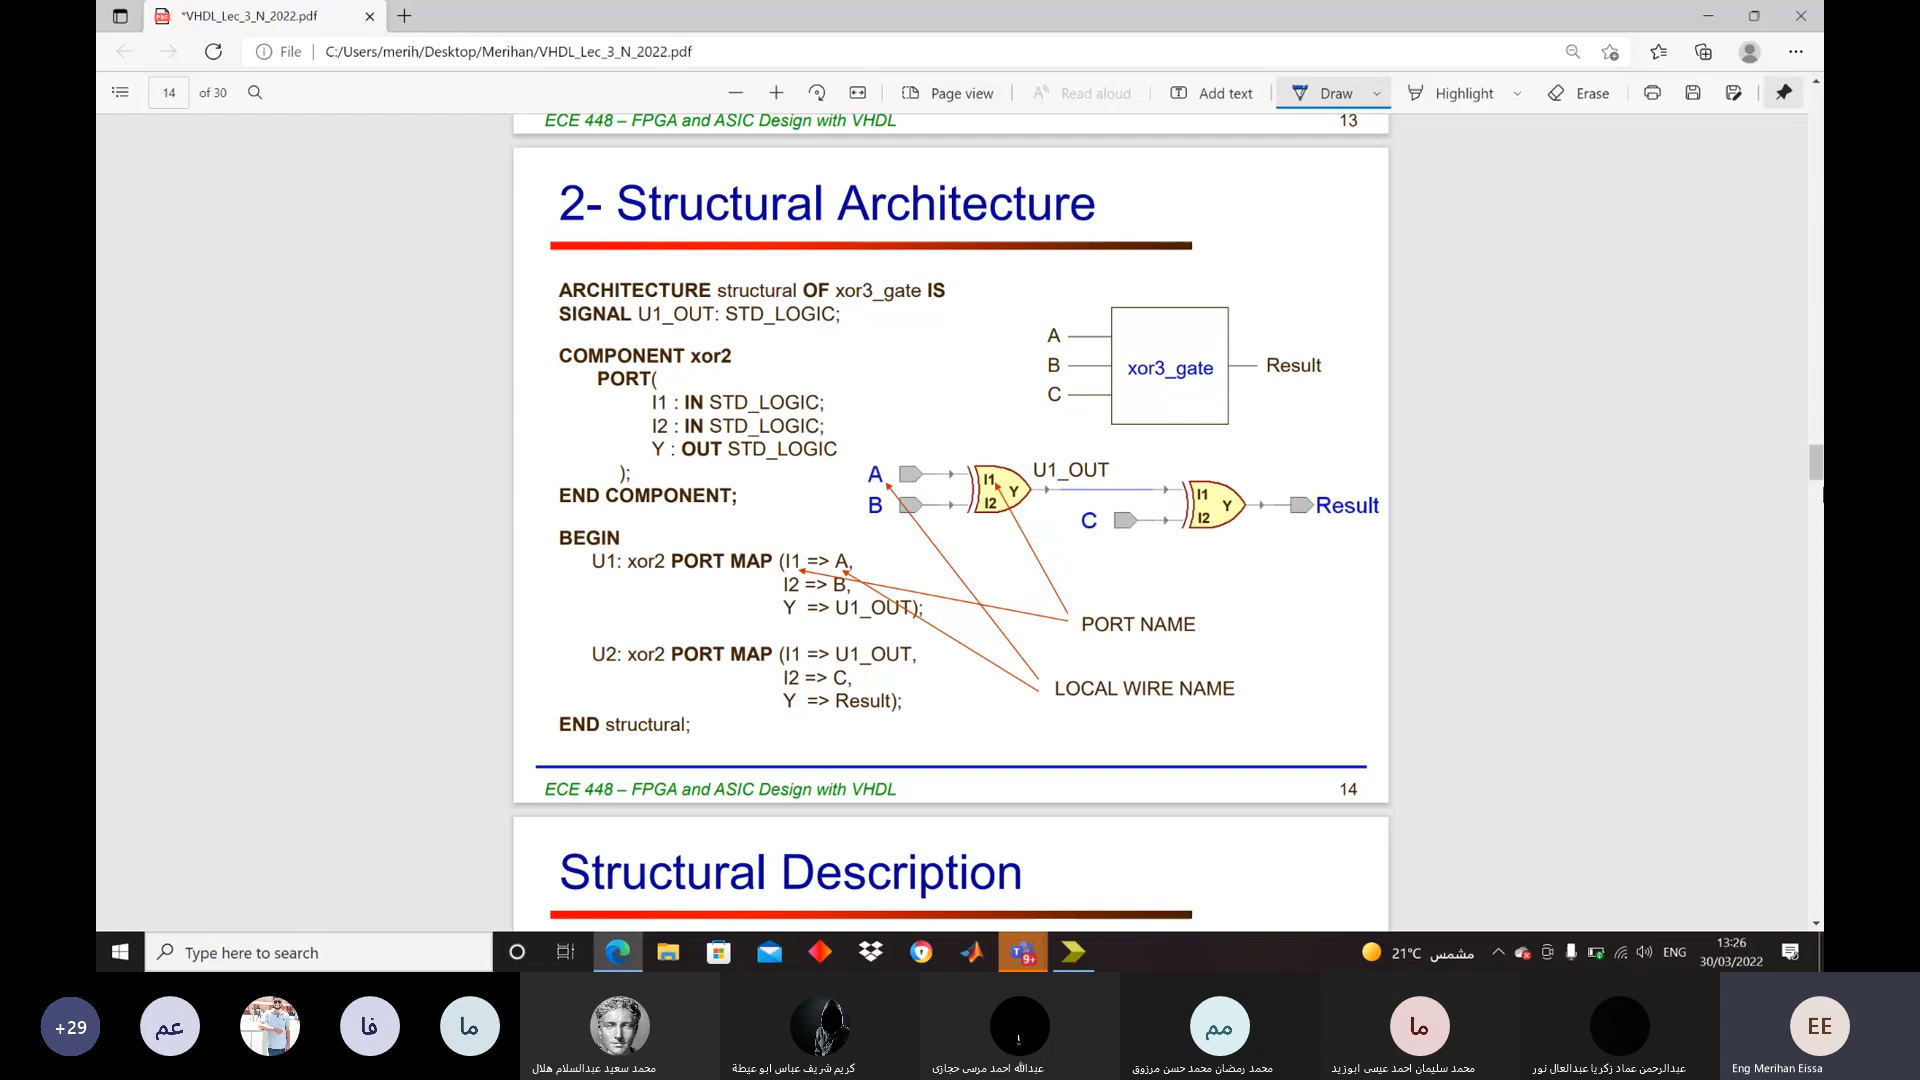 *VHDL_Lec_3_N_2022.pdf
File
C:/Users/merih/Desktop/Merihan/VHDL_Lec_3_N_2022.pdf
14 of 30
Page view
Read aloud
Add text
Draw
Highlight
Erase
ECE 448 – FPGA and ASIC Design with VHDL
13
2- Structural Architecture
ARCHITECTURE structural OF xor3_gate IS
SIGNAL U1_OUT: STD_LOGIC;
COMPONENT xor2
PORT(
I1 : IN STD_LOGIC;
I2 : IN STD_LOGIC;
Y : OUT STD_LOGIC
);
END COMPONENT;
BEGIN
U1: xor2 PORT MAP (I1 => A,
I2 => B,
Y => U1_OUT);
U2: xor2 PORT MAP (I1 => U1_OUT,
I2 => C,
Y => Result);
END structural;
A
B
C
xor3_gate
Result
A
B
I1
I2
Y
U1_OUT
C
I1
I2
Y
Result
PORT NAME
LOCAL WIRE NAME
ECE 448 – FPGA and ASIC Design with VHDL
14
Structural Description
Type here to search
9+
21°C مشمس
ENG
13:26
30/03/2022
+29
عم
فا
ما
محمد سعيد عبدالسلام هلال
كريم شريف عباس ابو عيطة
عبدالله احمد مرسى حجازى
مم
محمد رمضان محمد حسن مرزوق
ما
محمد سليمان احمد عيسى ابوزيد
عبدالرحمن عماد زكريا عبدالعال نور
EE
Eng Merihan Eissa